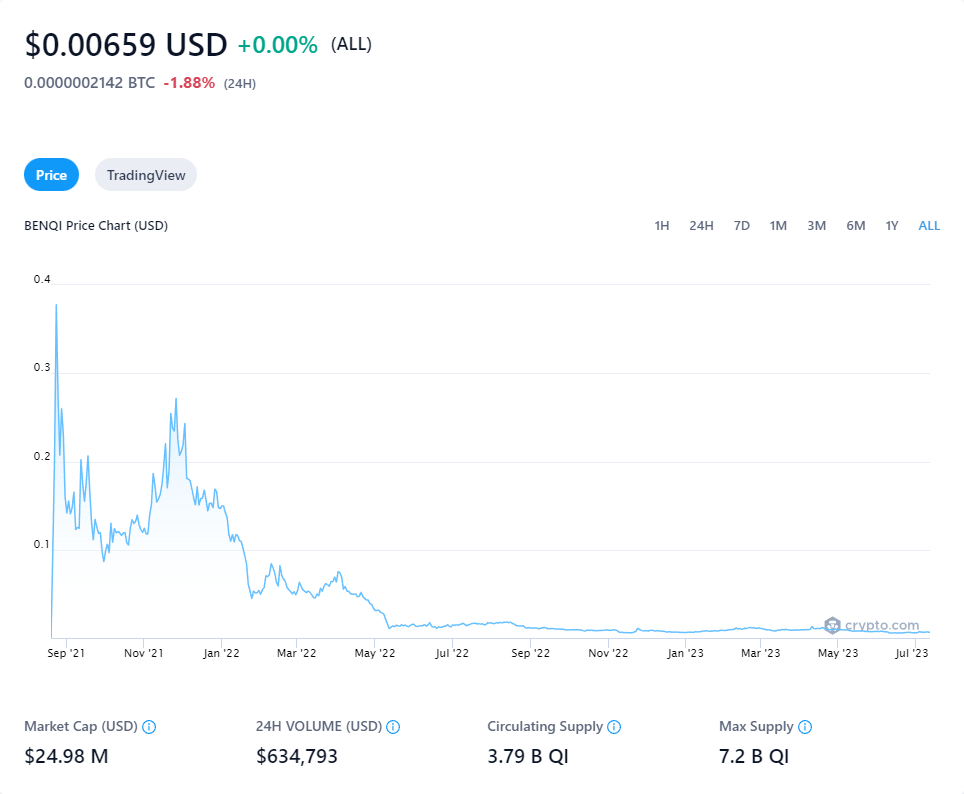 $0.00659 USD +0.00% (ALL)
0.0000002142 BTC -1.88% (24H)
Price TradingView
BENQI Price Chart (USD) 1H 24H 7D 1M 3M 6M 1Y ALL
0.4
0.3
0.2
0.1
crypto.com
Sep '21 Nov '21 Jan '22 Mar '22 May '22 Jul '22 Sep '22 Nov '22 Jan '23 Mar '23 May '23 Jul '23
Market Cap (USD) 24H VOLUME (USD) Circulating Supply Max Supply
$24.98 M $634,793 3.79 B QI 7.2 B QI